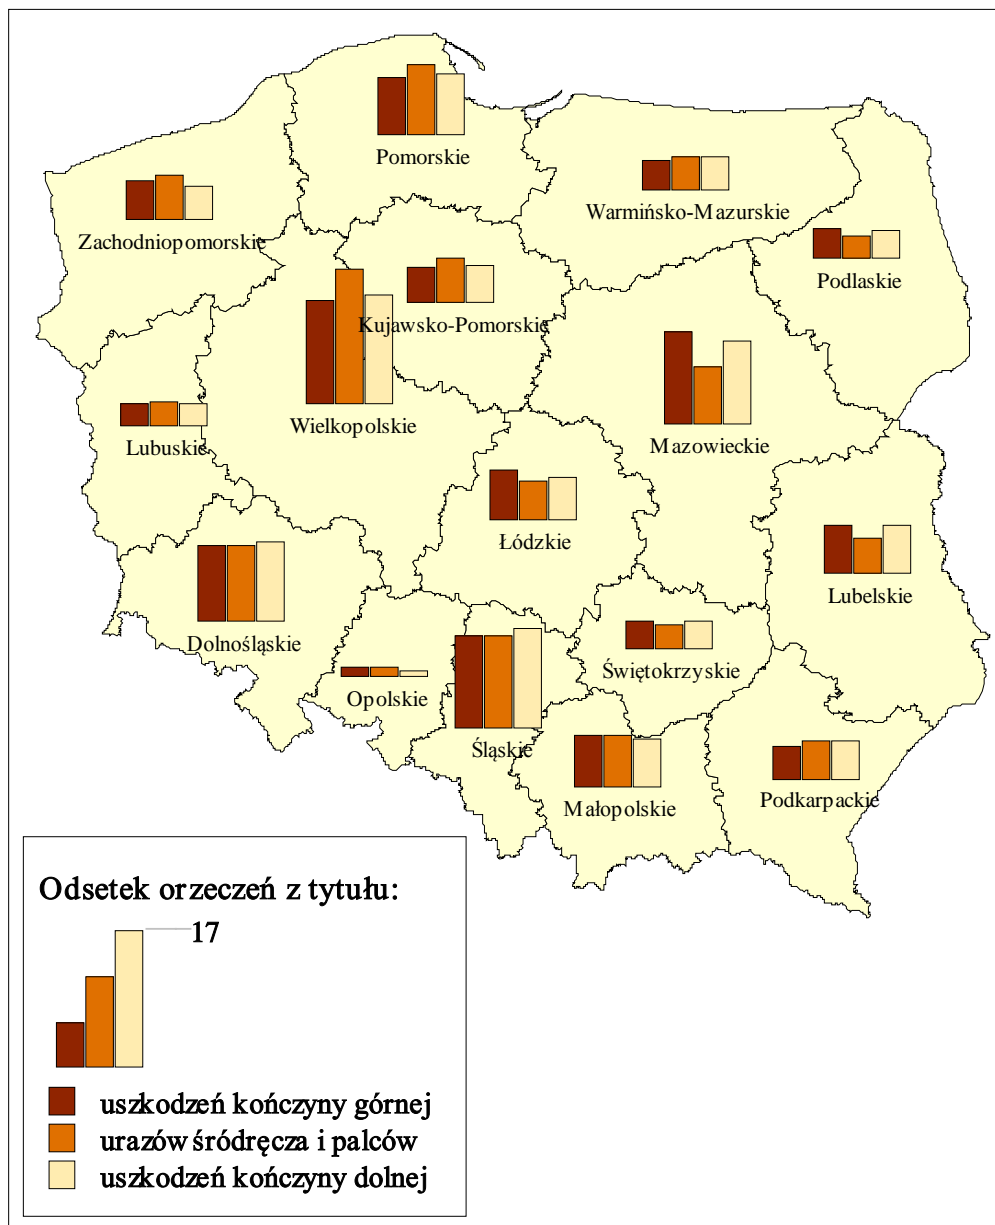 Pomorskie
Warmińsko-Mazurskie
Zachodniopomorskie
Podlaskie
Kujawsko-Pomorskie
Wielkopolskie
Mazowieckie
Lubuskie
Łódzkie
Lubelskie
Dolnośląskie
Świętokrzyskie
Opolskie
Śląskie
Małopolskie
Podkarpackie
Odsetek orzeczeń z tytułu:
17
uszkodzeń kończyny górnej
urazów śródręcza i palców
uszkodzeń kończyny dolnej